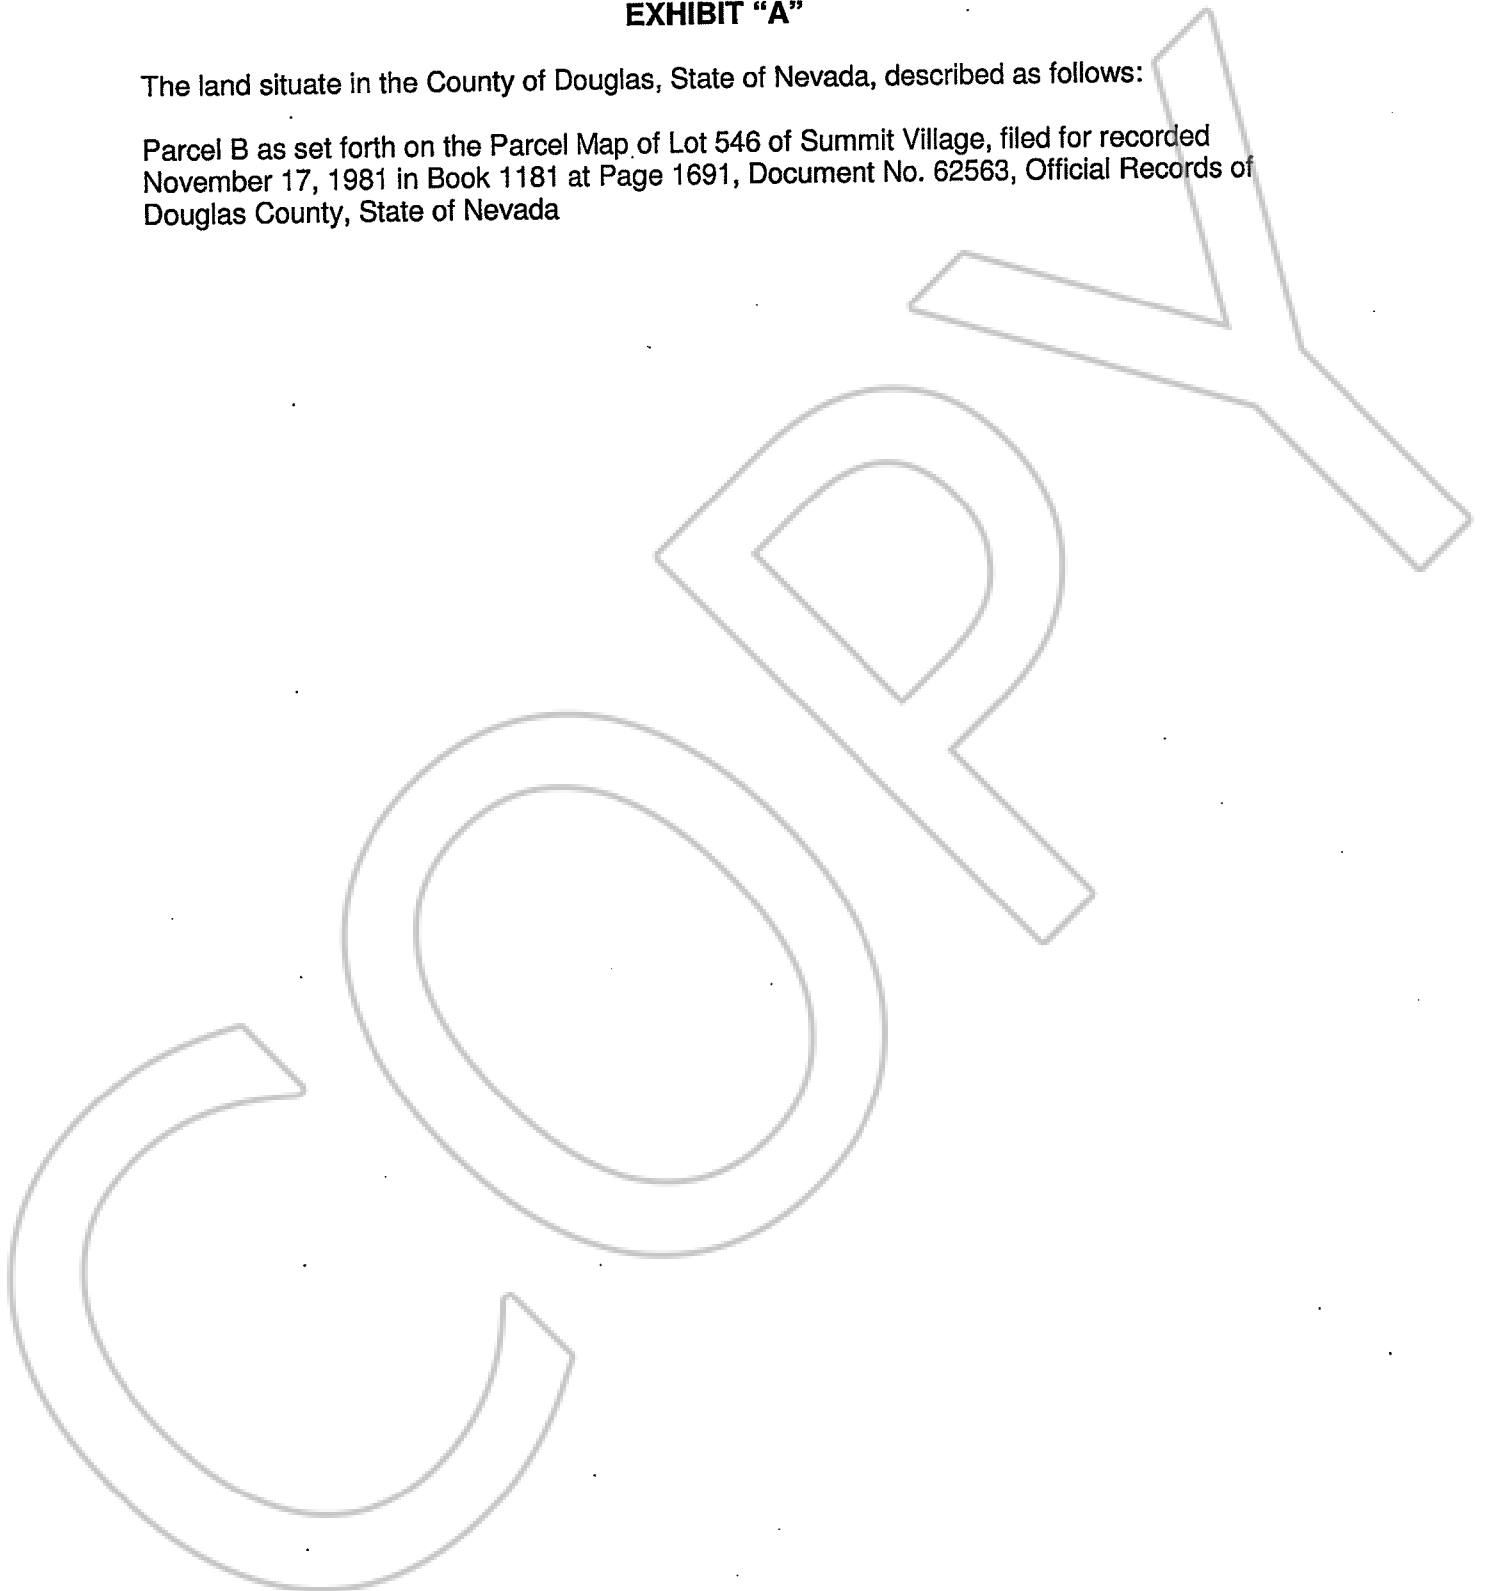 EXHIBIT “A”
The land situate in the County of Douglas, State of Nevada, described as follows:
Parcel B as set forth on the Parcel Map of Lot 546 of Summit Village, filed for recorded
November 17, 1981 in Book 1181 at Page 1691, Document No. 62563, Official Records of
Douglas County, State of Nevada
COPY